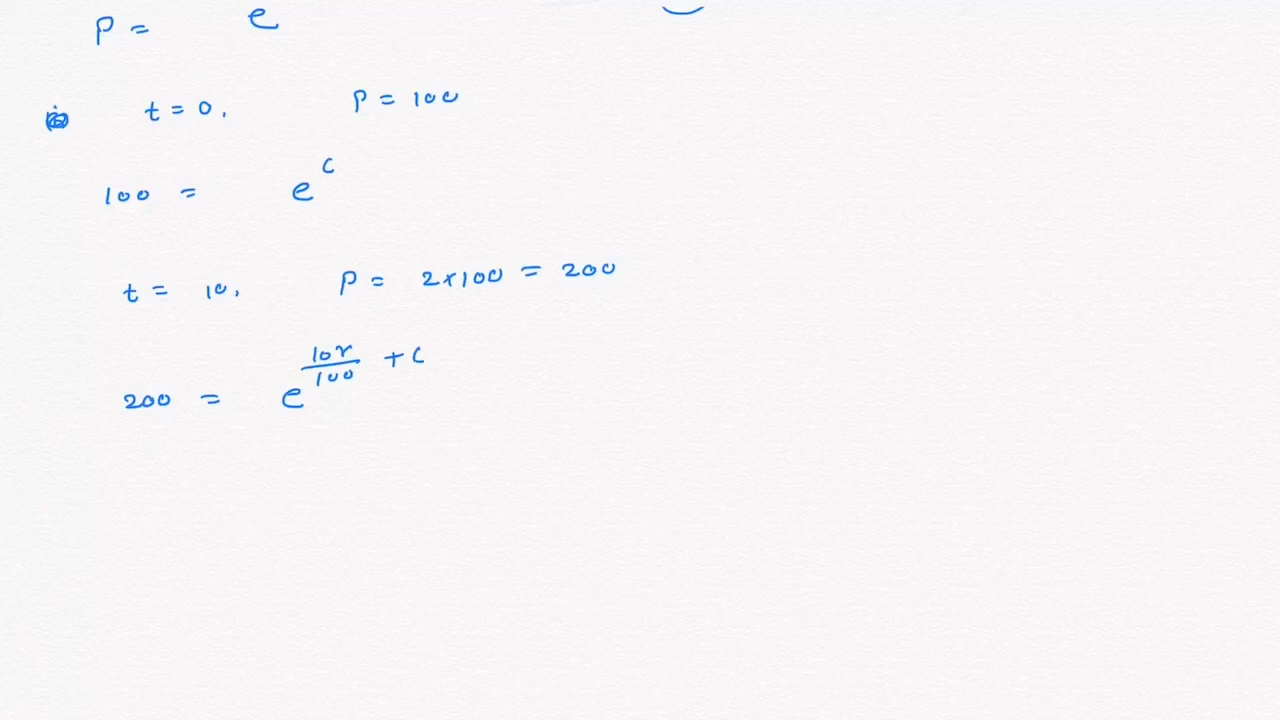 P = e
t = 0, P = 100
100 = e^C
t = 10, P = 2×100 = 200
200 = e^(10r/100 + C)